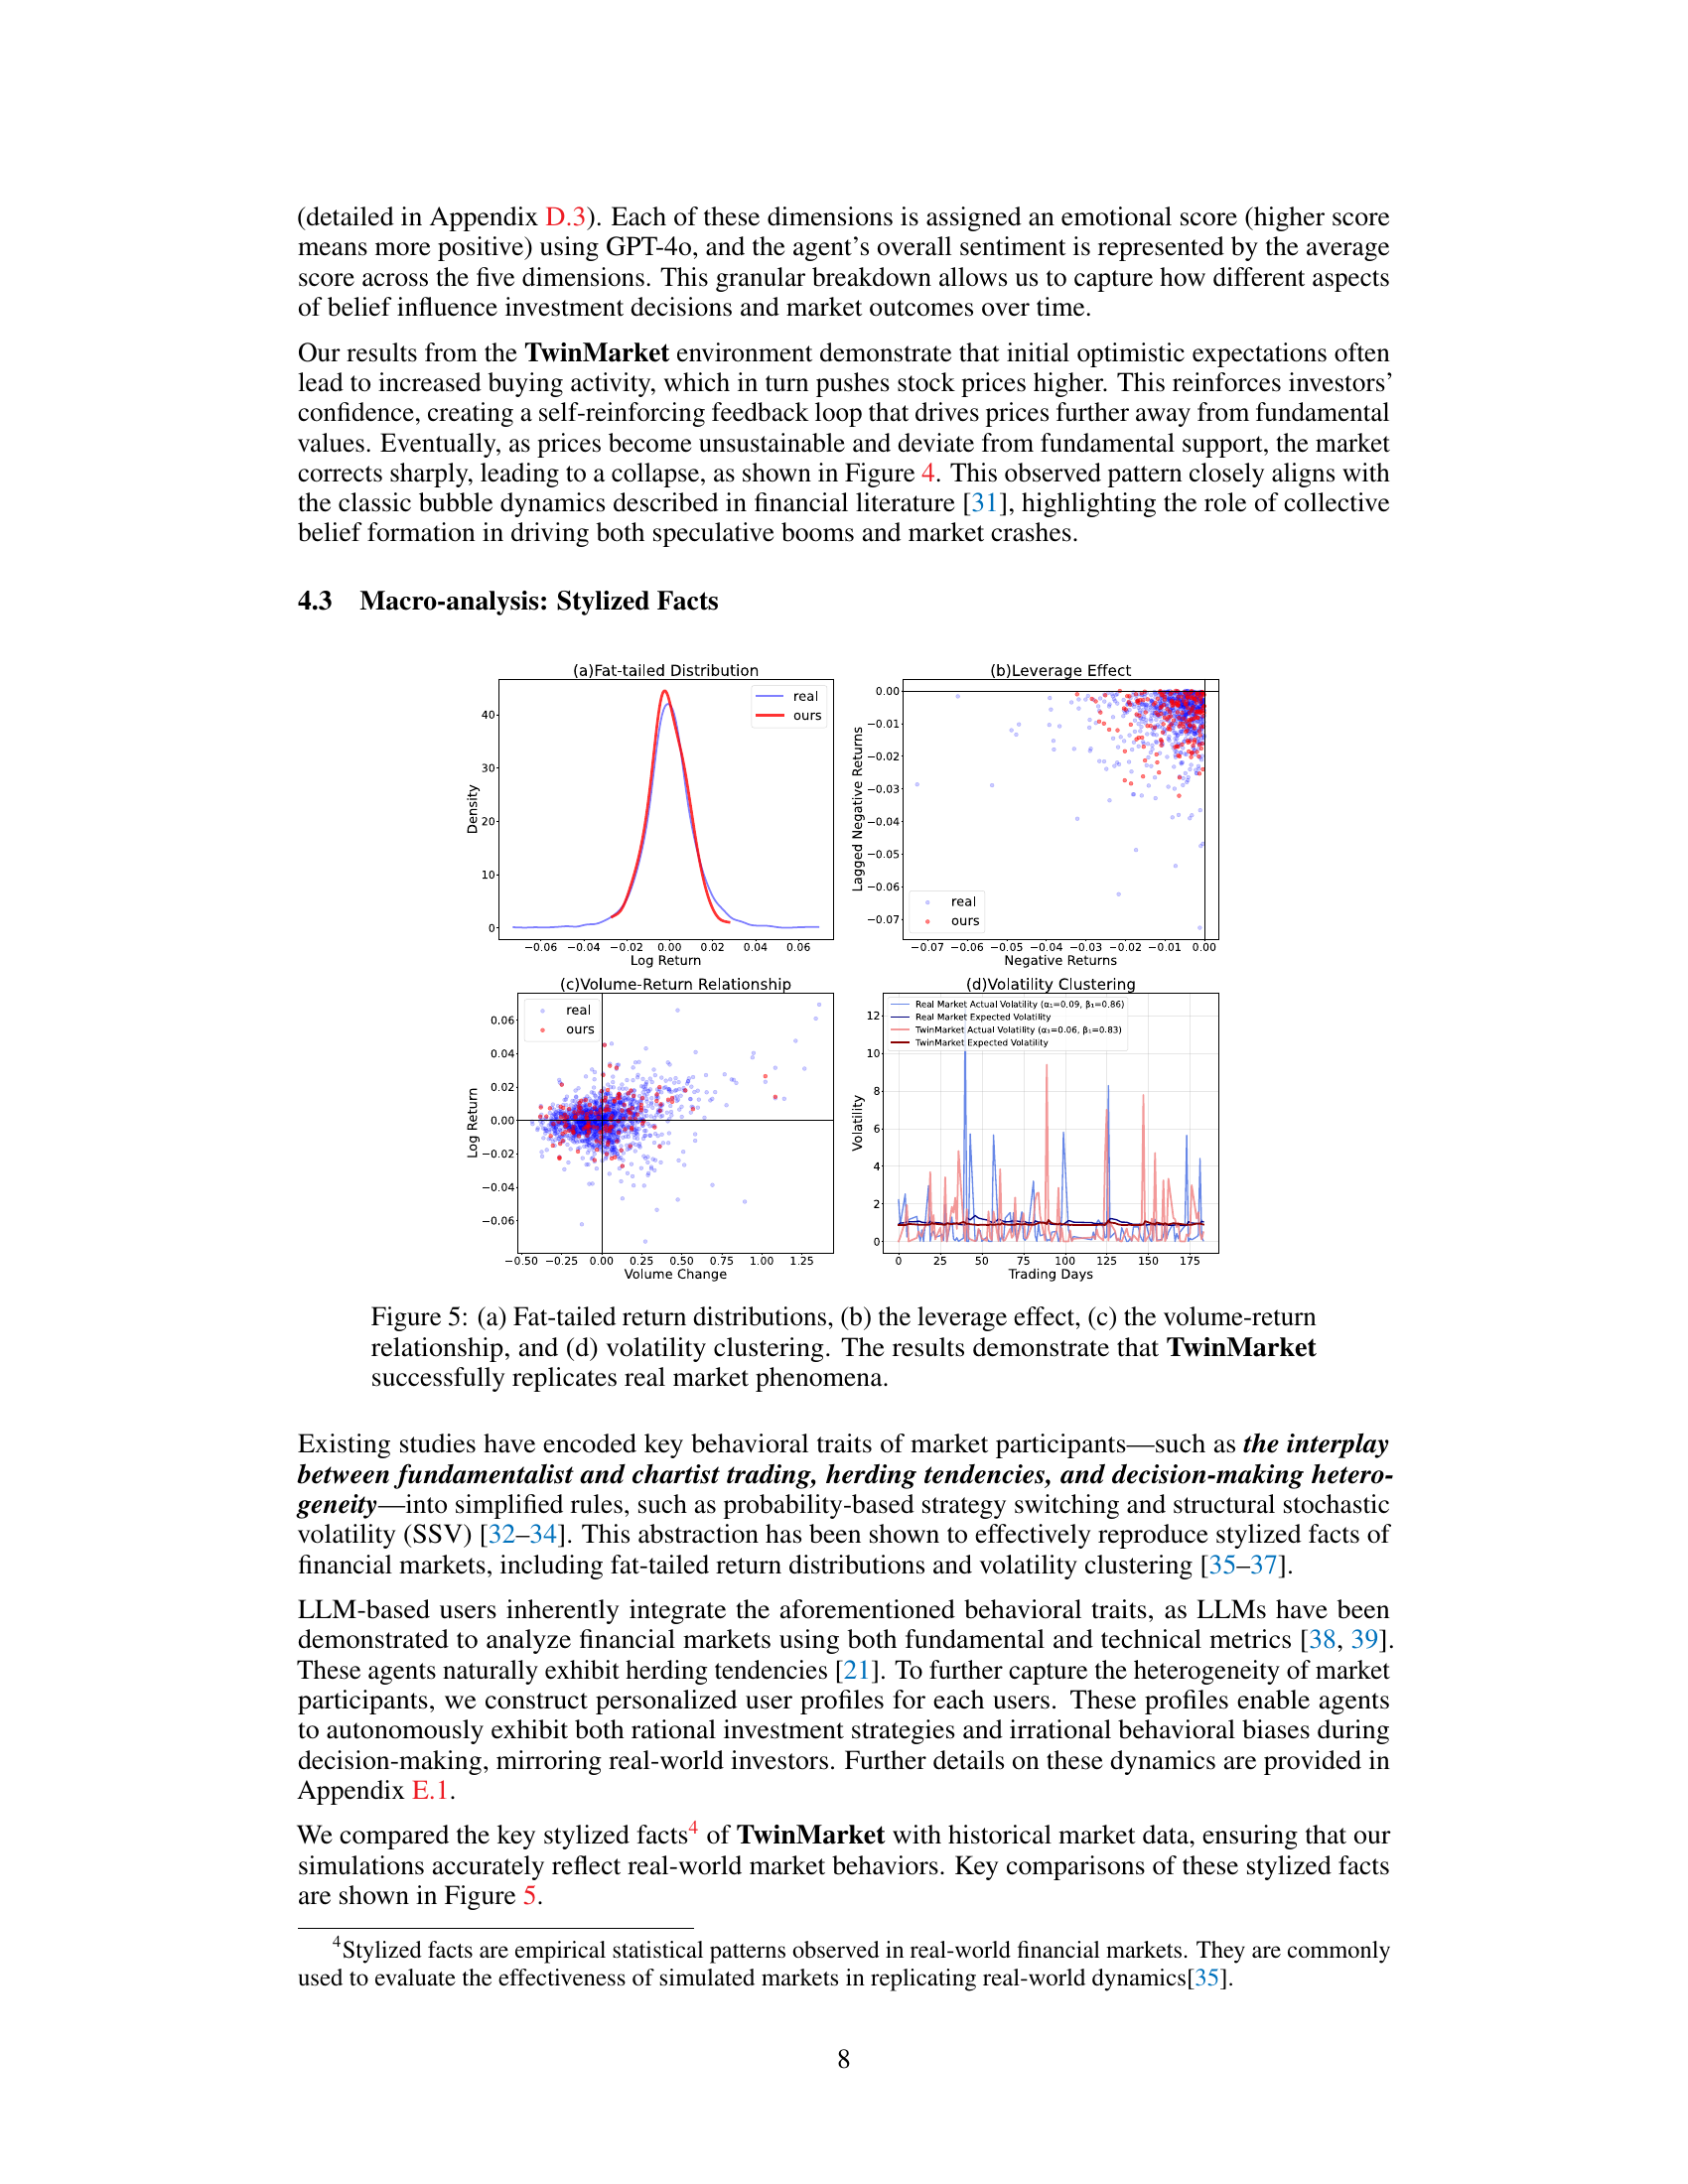 (detailed in Appendix D.3). Each of these dimensions is assigned an emotional score (higher score
means more positive) using GPT-4o, and the agent's overall sentiment is represented by the average
score across the five dimensions. This granular breakdown allows us to capture how different aspects
of belief influence investment decisions and market outcomes over time.
Our results from the TwinMarket environment demonstrate that initial optimistic expectations often
lead to increased buying activity, which in turn pushes stock prices higher. This reinforces investors'
confidence, creating a self-reinforcing feedback loop that drives prices further away from fundamental
values. Eventually, as prices become unsustainable and deviate from fundamental support, the market
corrects sharply, leading to a collapse, as shown in Figure 4. This observed pattern closely aligns with
the classic bubble dynamics described in financial literature [31], highlighting the role of collective
belief formation in driving both speculative booms and market crashes.
4.3 Macro-analysis: Stylized Facts
(a)Fat-tailed Distribution
real
ours
40
30
20
10
0
Density
−0.06 −0.04 −0.02 0.00 0.02 0.04 0.06
Log Return
(b)Leverage Effect
0.00
−0.01
−0.02
−0.03
−0.04
−0.05
−0.06
−0.07
Lagged Negative Returns
real
ours
−0.07 −0.06 −0.05 −0.04 −0.03 −0.02 −0.01 0.00
Negative Returns
(c)Volume-Return Relationship
real
ours
0.06
0.04
0.02
0.00
−0.02
−0.04
−0.06
Log Return
−0.50 −0.25 0.00 0.25 0.50 0.75 1.00 1.25
Volume Change
(d)Volatility Clustering
Real Market Actual Volatility (α₁=0.09, β₁=0.86)
Real Market Expected Volatility
TwinMarket Actual Volatility (α₁=0.06, β₁=0.83)
TwinMarket Expected Volatility
12
10
8
6
4
2
0
Volatility
0 25 50 75 100 125 150 175
Trading Days
Figure 5: (a) Fat-tailed return distributions, (b) the leverage effect, (c) the volume-return
relationship, and (d) volatility clustering. The results demonstrate that TwinMarket
successfully replicates real market phenomena.
Existing studies have encoded key behavioral traits of market participants—such as the interplay
between fundamentalist and chartist trading, herding tendencies, and decision-making hetero-
geneity—into simplified rules, such as probability-based strategy switching and structural stochastic
volatility (SSV) [32–34]. This abstraction has been shown to effectively reproduce stylized facts of
financial markets, including fat-tailed return distributions and volatility clustering [35–37].
LLM-based users inherently integrate the aforementioned behavioral traits, as LLMs have been
demonstrated to analyze financial markets using both fundamental and technical metrics [38, 39].
These agents naturally exhibit herding tendencies [21]. To further capture the heterogeneity of market
participants, we construct personalized user profiles for each users. These profiles enable agents
to autonomously exhibit both rational investment strategies and irrational behavioral biases during
decision-making, mirroring real-world investors. Further details on these dynamics are provided in
Appendix E.1.
We compared the key stylized facts⁴ of TwinMarket with historical market data, ensuring that our
simulations accurately reflect real-world market behaviors. Key comparisons of these stylized facts
are shown in Figure 5.
⁴Stylized facts are empirical statistical patterns observed in real-world financial markets. They are commonly
used to evaluate the effectiveness of simulated markets in replicating real-world dynamics[35].
8